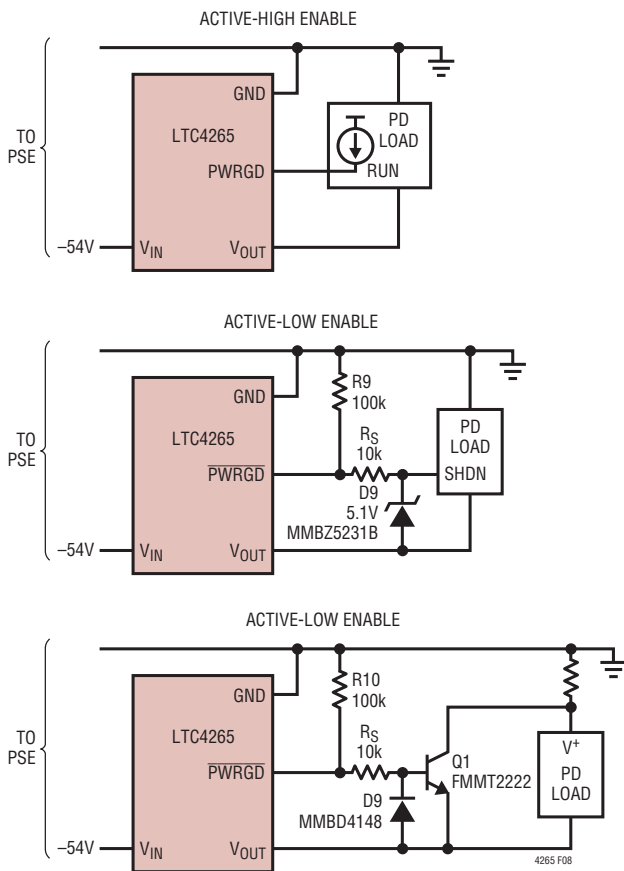 ACTIVE-HIGH ENABLE
GND
TO
PSE
LTC4265
PD
LOAD
PWRGD
RUN
–54V
VIN
VOUT
ACTIVE-LOW ENABLE
R9
100k
GND
TO
PSE
LTC4265
RS
10k
PD
LOAD
PWRGD
SHDN
D9
5.1V
MMBZ5231B
–54V
VIN
VOUT
ACTIVE-LOW ENABLE
R10
100k
GND
TO
PSE
LTC4265
RS
10k
V+
PD
LOAD
PWRGD
Q1
FMMT2222
D9
MMBD4148
–54V
VIN
VOUT
4265 F08